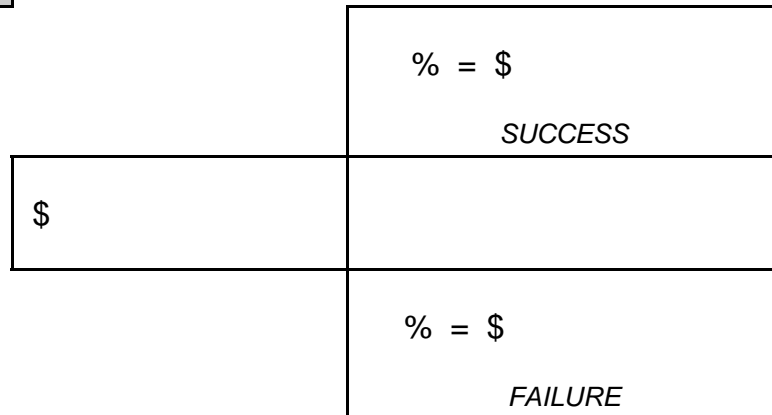 % = $
SUCCESS
$
% = $
FAILURE